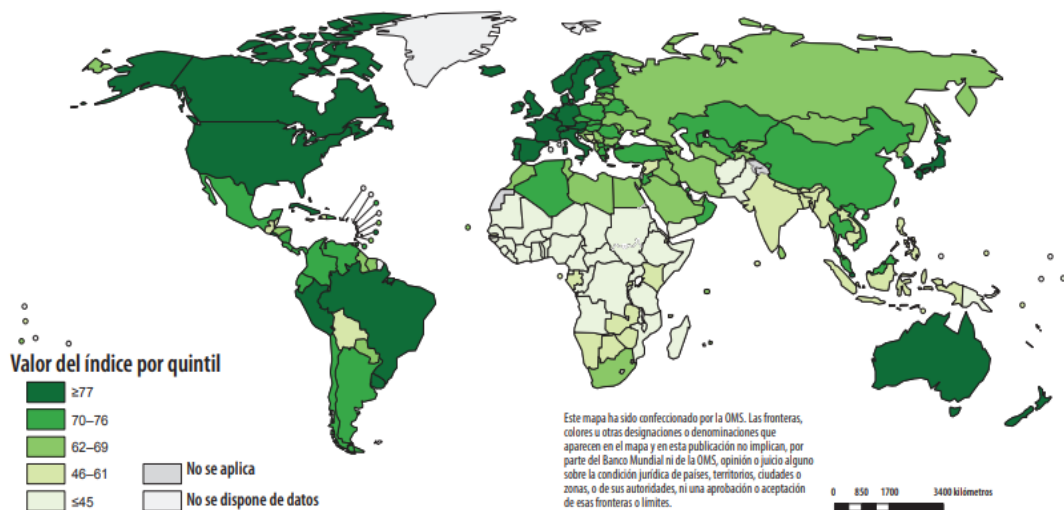 Valor del índice por quintil
≥77
70–76
62–69
46–61
≤45
No se aplica
No se dispone de datos
Este mapa ha sido confeccionado por la OMS. Las fronteras,
colores u otras designaciones o denominaciones que
aparecen en el mapa y en esta publicación no implican, por
parte del Banco Mundial ni de la OMS, opinión o juicio alguno
sobre la condición jurídica de países, territorios, ciudades o
zonas, o de sus autoridades, ni una aprobación o aceptación
de esas fronteras o límites.
0 850 1700 3400 kilómetros